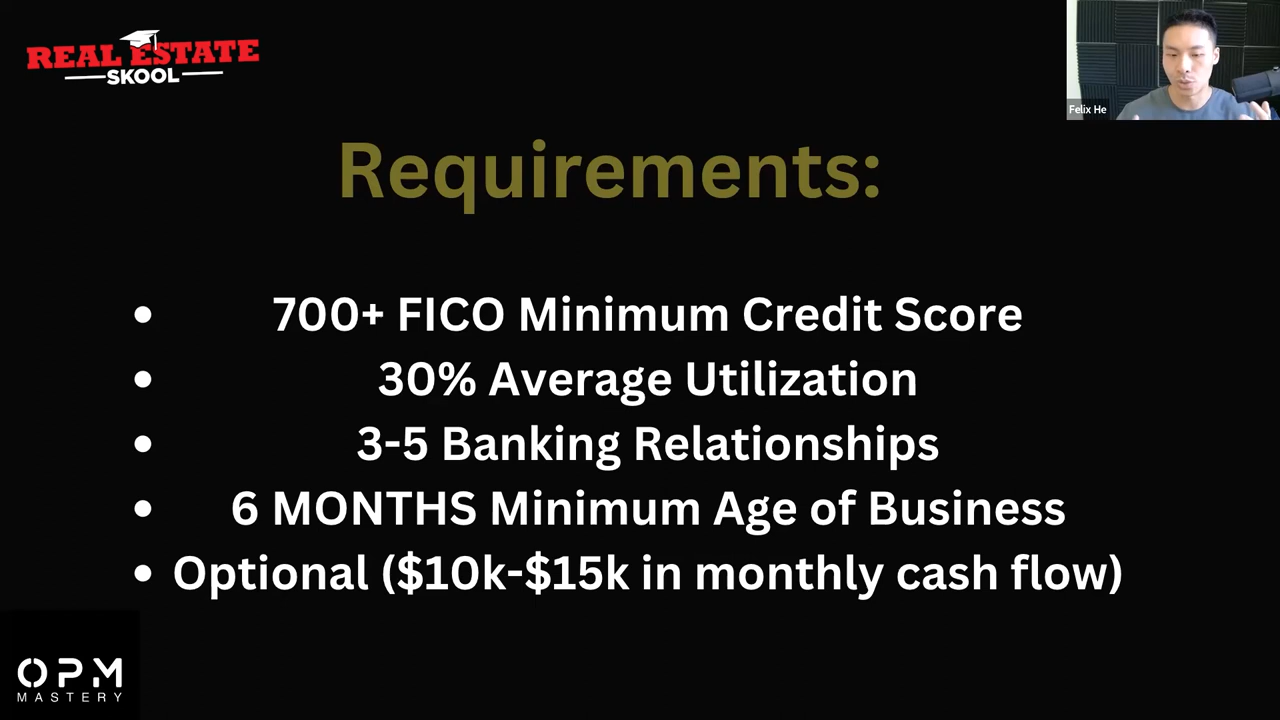 REAL ESTATE
SKOOL
Felix He
Requirements:
• 700+ FICO Minimum Credit Score
• 30% Average Utilization
• 3-5 Banking Relationships
• 6 MONTHS Minimum Age of Business
• Optional ($10k-$15k in monthly cash flow)
OPM
MASTERY